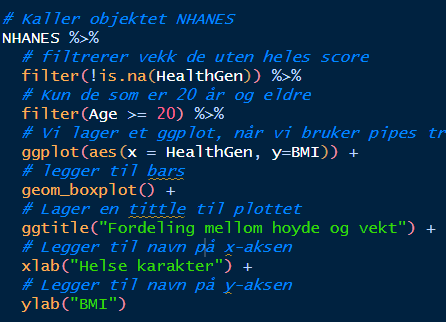 # Kaller objektet NHANES
NHANES %>%
# filtrerer vekk de uten heles score
filter(!is.na(HealthGen)) %>%
# Kun de som er 20 år og eldre
filter(Age >= 20) %>%
# Vi lager et ggplot, når vi bruker pipes tr
ggplot(aes(x = HealthGen, y=BMI)) +
# legger til bars
geom_boxplot() +
# Lager en tittle til plottet
ggtitle("Fordeling mellom hoyde og vekt") +
# Legger til navn på x-aksen
xlab("Helse karakter") +
# Legger til navn på y-aksen
ylab("BMI")